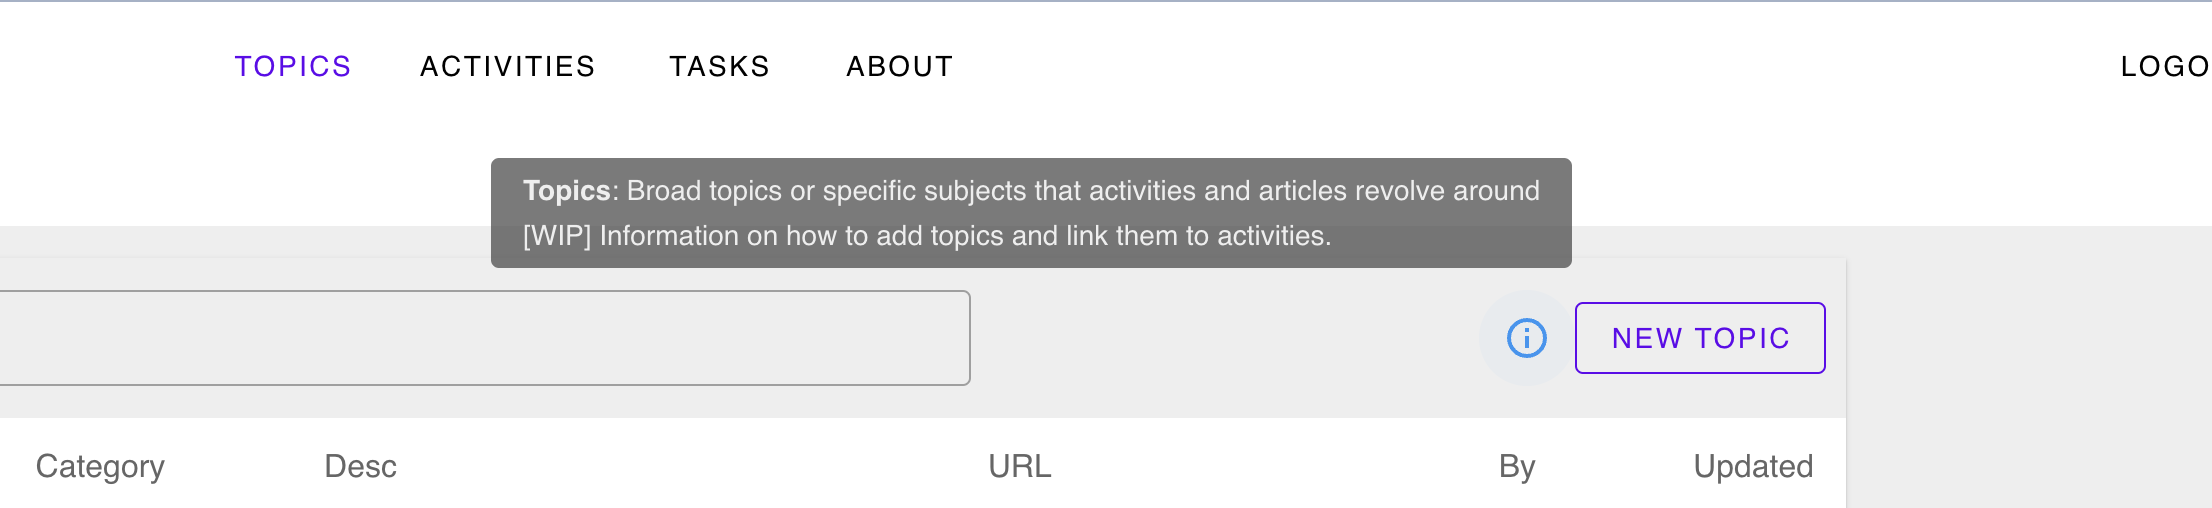 TOPICS ACTIVITIES TASKS ABOUT LOGO
Topics: Broad topics or specific subjects that activities and articles revolve around
[WIP] Information on how to add topics and link them to activities.
NEW TOPIC
Category Desc URL By Updated